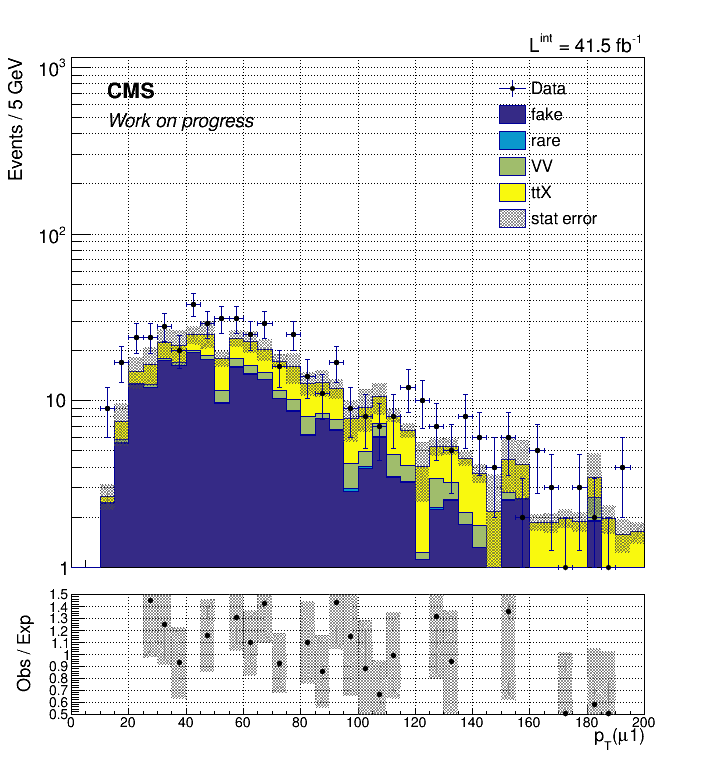 L^int = 41.5 fb^-1
Events / 5 GeV
10^3
10^2
10
1
CMS
Work on progress
Data
fake
rare
VV
ttX
stat error
Obs / Exp
1.5
1.4
1.3
1.2
1.1
1
0.9
0.8
0.7
0.6
0.5
0 20 40 60 80 100 120 140 160 180 200
p_T(μ1)